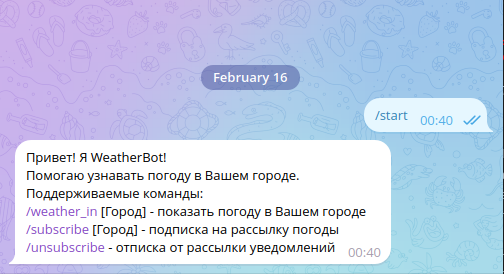 February 16
/start
00:40
Привет! Я WeatherBot!
Помогаю узнавать погоду в Вашем городе.
Поддерживаемые команды:
/weather_in [Город] - показать погоду в Вашем городе
/subscribe [Город] - подписка на рассылку погоды
/unsubscribe - отписка от рассылки уведомлений
00:40